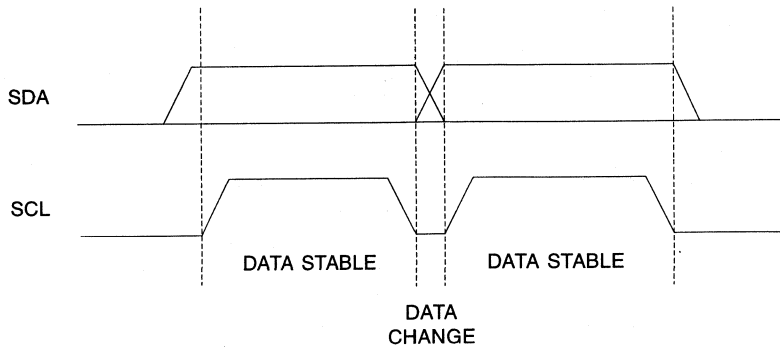 SDA
SCL
DATA STABLE
DATA STABLE
DATA
CHANGE